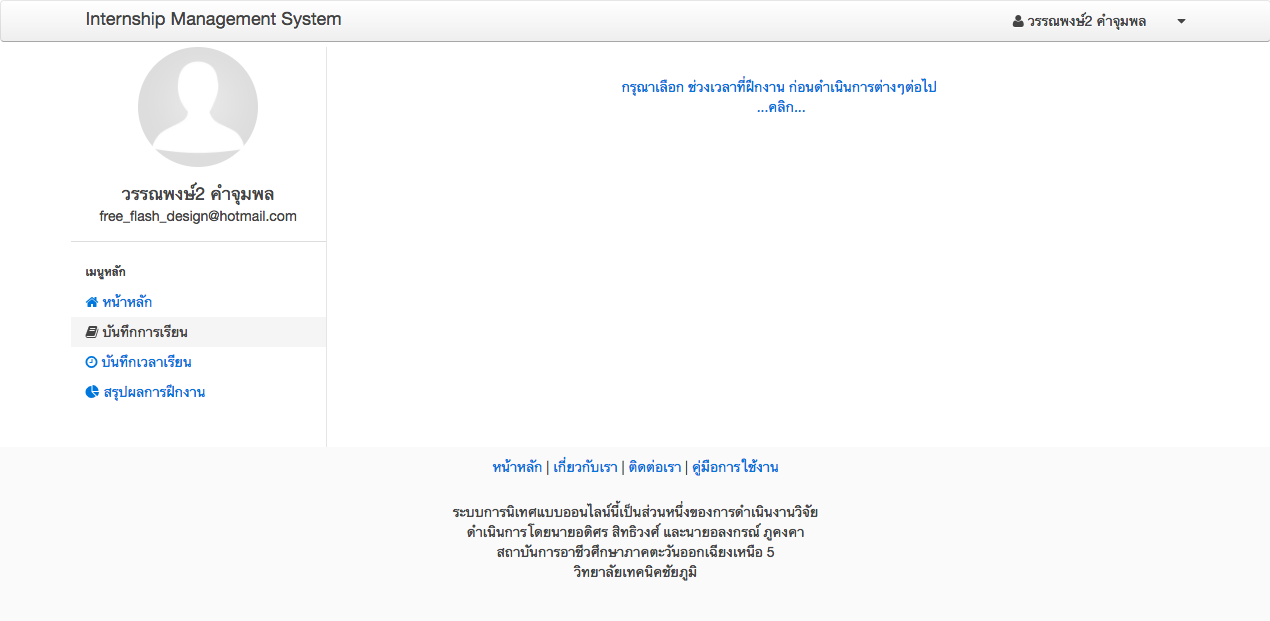 Internship Management System
วรรณพงษ์2 คำจุมพล
วรรณพงษ์2 คำจุมพล
free_flash_design@hotmail.com
เมนูหลัก
หน้าหลัก
บันทึกการเรียน
บันทึกเวลาเรียน
สรุปผลการฝึกงาน
กรุณาเลือก ช่วงเวลาที่ฝึกงาน ก่อนดำเนินการต่างๆต่อไป
...คลิก...
หน้าหลัก | เกี่ยวกับเรา | ติดต่อเรา | คู่มือการใช้งาน
ระบบการนิเทศแบบออนไลน์นี้เป็นส่วนหนึ่งของการดำเนินงานวิจัย
ดำเนินการโดยนายอดิศร สิทธิวงศ์ และนายอลงกรณ์ ภูคงคา
สถาบันการอาชีวศึกษาภาคตะวันออกเฉียงเหนือ 5
วิทยาลัยเทคนิคชัยภูมิ